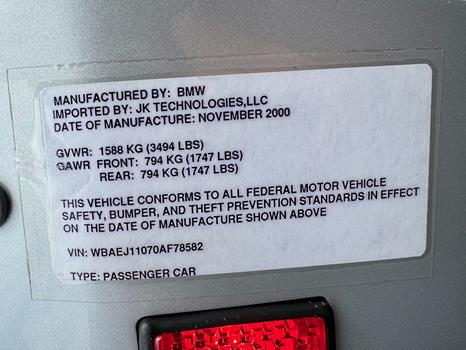 MANUFACTURED BY: BMW
IMPORTED BY: JK TECHNOLOGIES,LLC
DATE OF MANUFACTURE: NOVEMBER 2000
GVWR: 1588 KG (3494 LBS)
GAWR FRONT: 794 KG (1747 LBS)
REAR: 794 KG (1747 LBS)
THIS VEHICLE CONFORMS TO ALL FEDERAL MOTOR VEHICLE
SAFETY, BUMPER, AND THEFT PREVENTION STANDARDS IN EFFECT
ON THE DATE OF MANUFACTURE SHOWN ABOVE
VIN: WBAEJ11070AF78582
TYPE: PASSENGER CAR